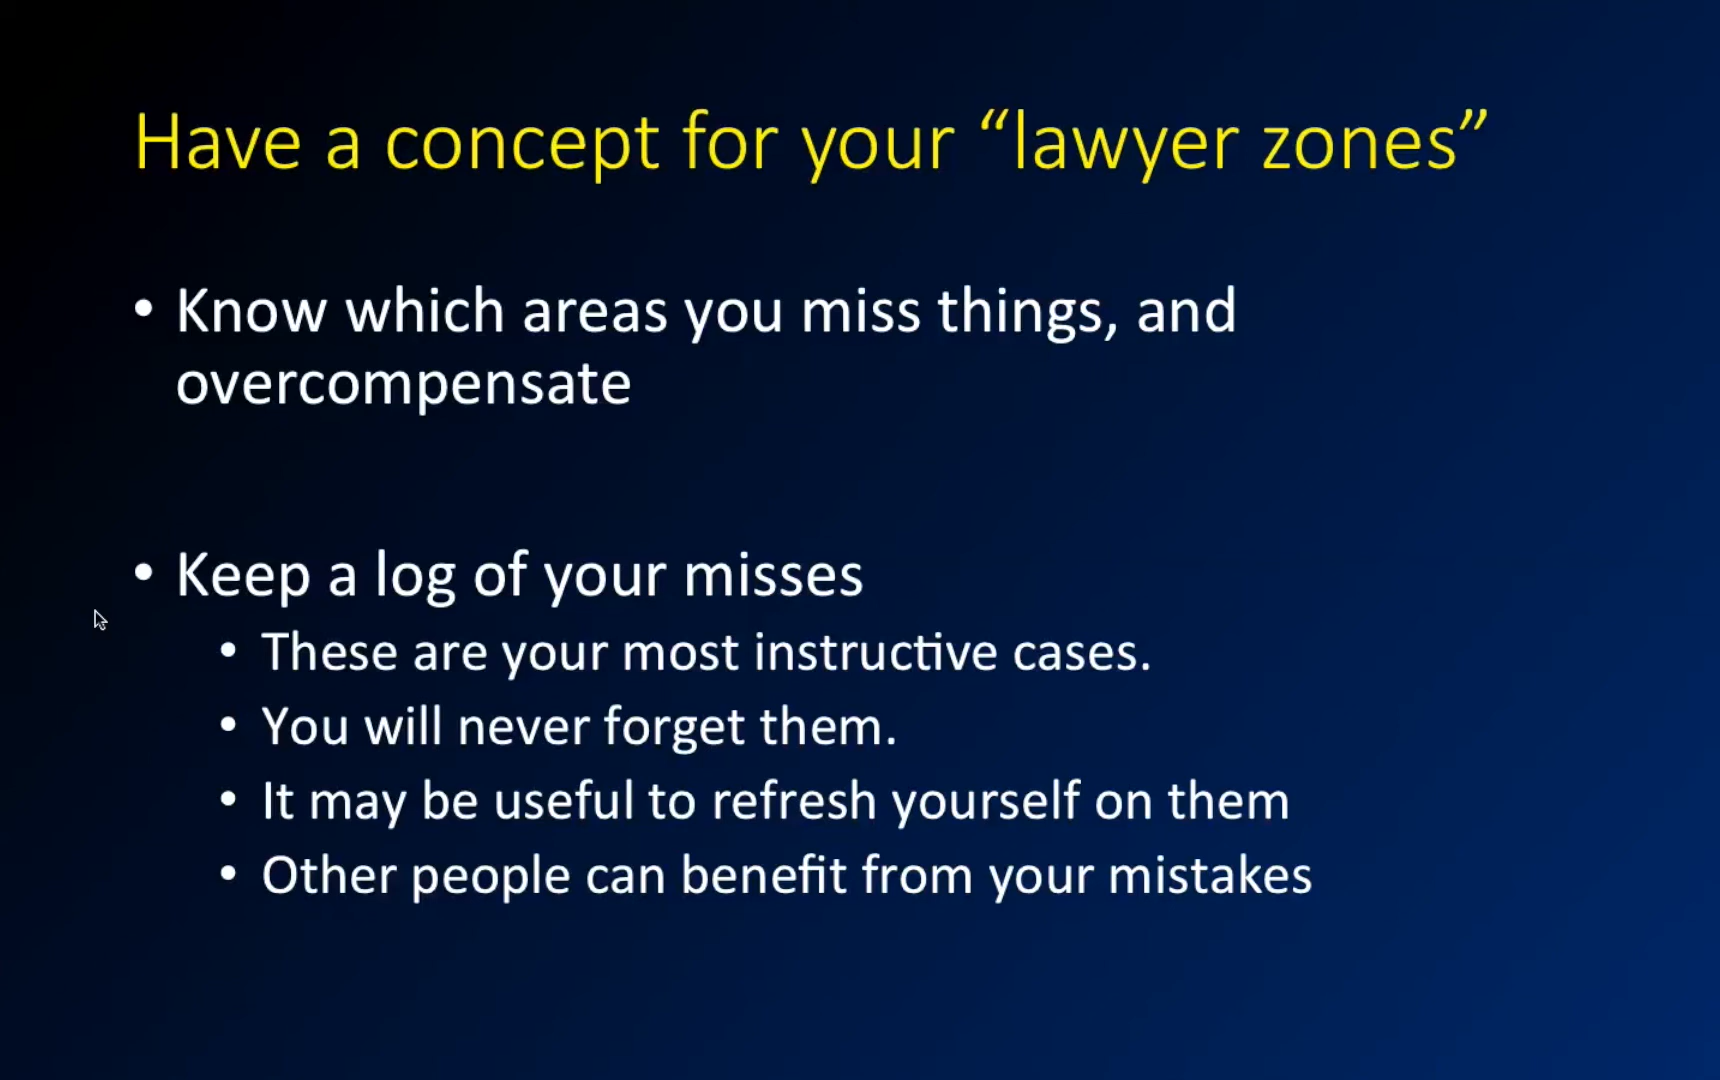 Have a concept for your “lawyer zones”
• Know which areas you miss things, and
overcompensate
• Keep a log of your misses
• These are your most instructive cases.
• You will never forget them.
• It may be useful to refresh yourself on them
• Other people can benefit from your mistakes